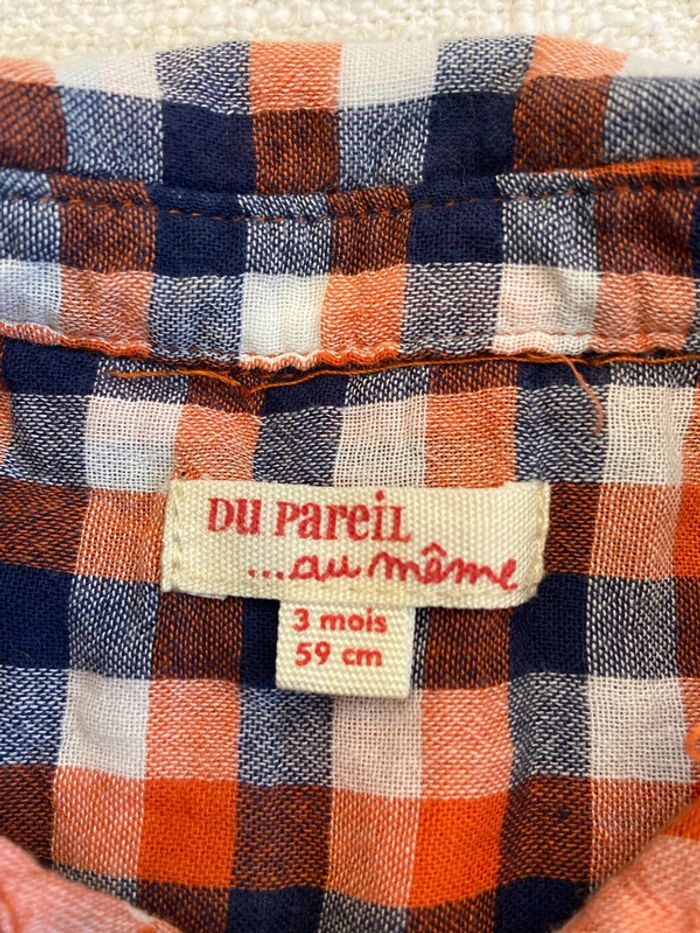 DU PAREIL
...au même
3 mois
59 cm